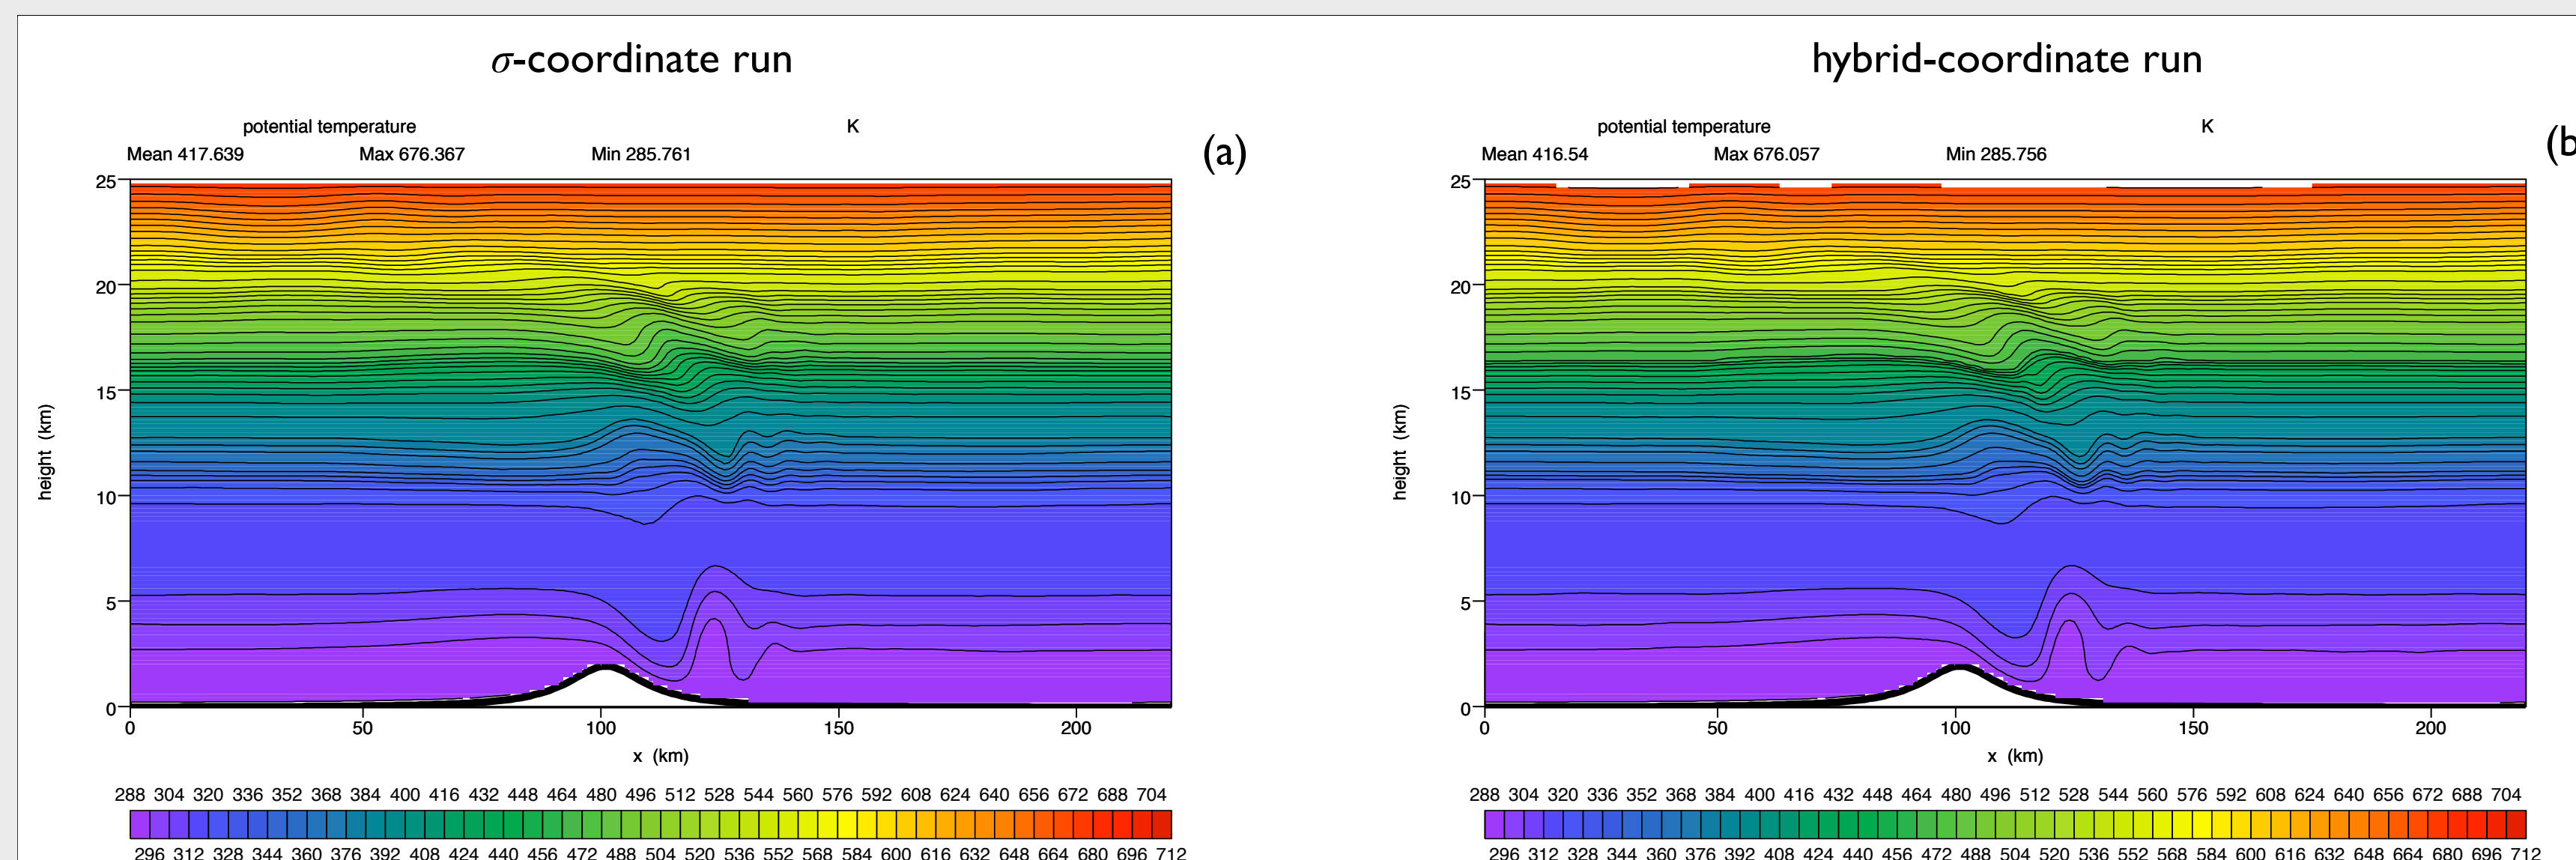 σ-coordinate run
potential temperature K
Mean 417.639 Max 676.367 Min 285.761
(a)
25
20
15
10
5
0
height (km)
0 50 100 150 200
x (km)
288 304 320 336 352 368 384 400 416 432 448 464 480 496 512 528 544 560 576 592 608 624 640 656 672 688 704
296 312 328 344 360 376 392 408 424 440 456 472 488 504 520 536 552 568 584 600 616 632 648 664 680 696 712
hybrid-coordinate run
potential temperature K
Mean 416.54 Max 676.057 Min 285.756
(b
25
20
15
10
5
0
height (km)
0 50 100 150 200
x (km)
288 304 320 336 352 368 384 400 416 432 448 464 480 496 512 528 544 560 576 592 608 624 640 656 672 688 704
296 312 328 344 360 376 392 408 424 440 456 472 488 504 520 536 552 568 584 600 616 632 648 664 680 696 712